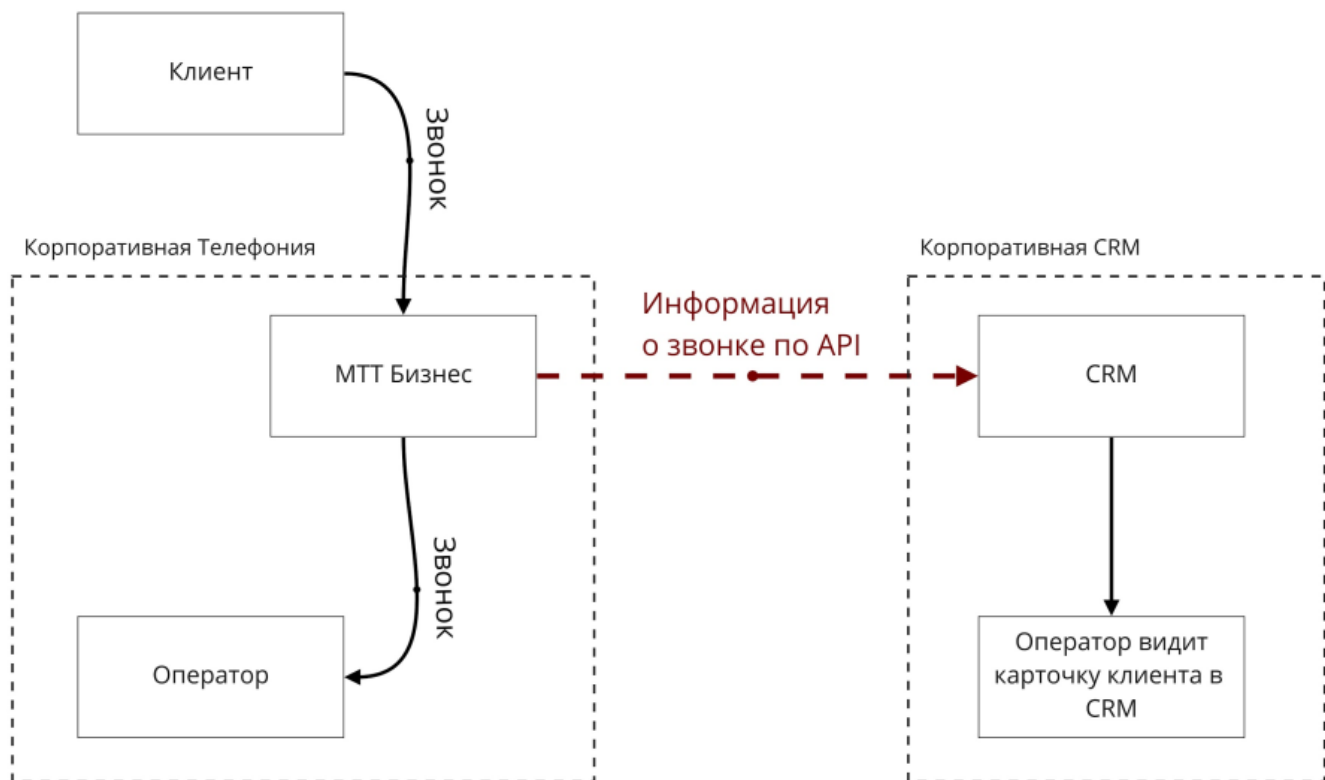 Клиент
Звонок
Корпоративная Телефония
Корпоративная CRM
Информация
о звонке по API
МТТ Бизнес
CRM
Звонок
Оператор
Оператор видит
карточку клиента в
CRM